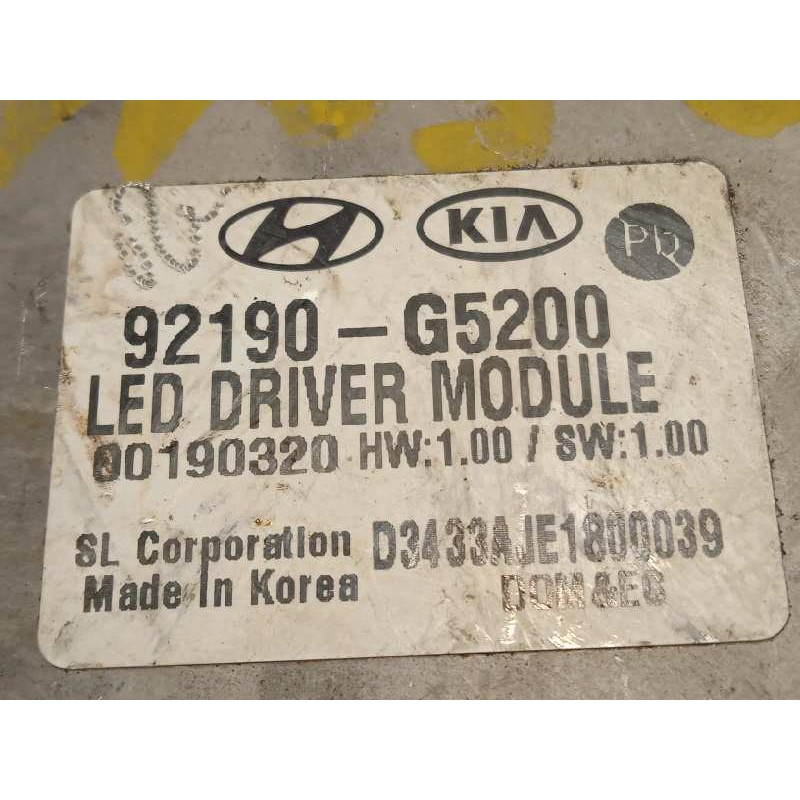 KIA
92190-G5200
LED DRIVER MODULE
00190320 HW:1.00 / SW:1.00
SL Corporation D3433AJE1800039
Made In Korea DOM&EC